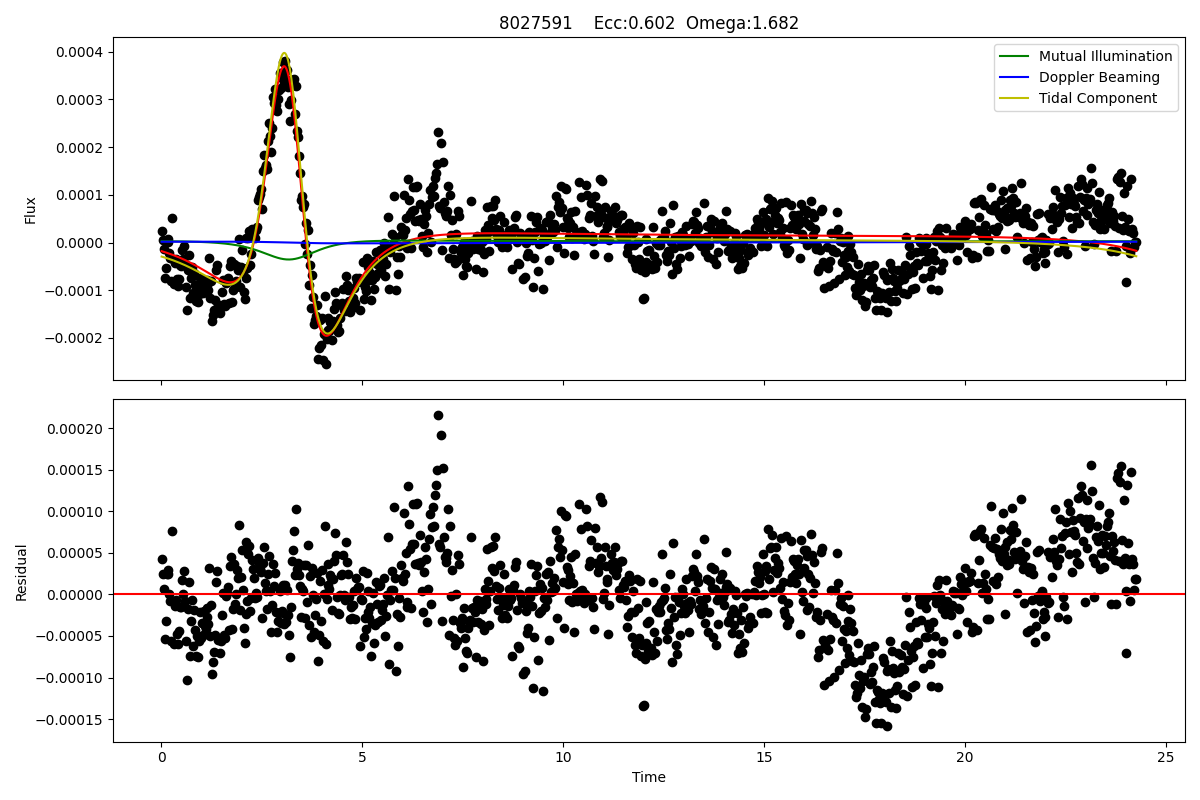 8027591    Ecc:0.602  Omega:1.682
Mutual Illumination
Doppler Beaming
Tidal Component
Flux
0.0004
0.0003
0.0002
0.0001
0.0000
−0.0001
−0.0002
Residual
0.00020
0.00015
0.00010
0.00005
0.00000
−0.00005
−0.00010
−0.00015
0 5 10 15 20 25
Time